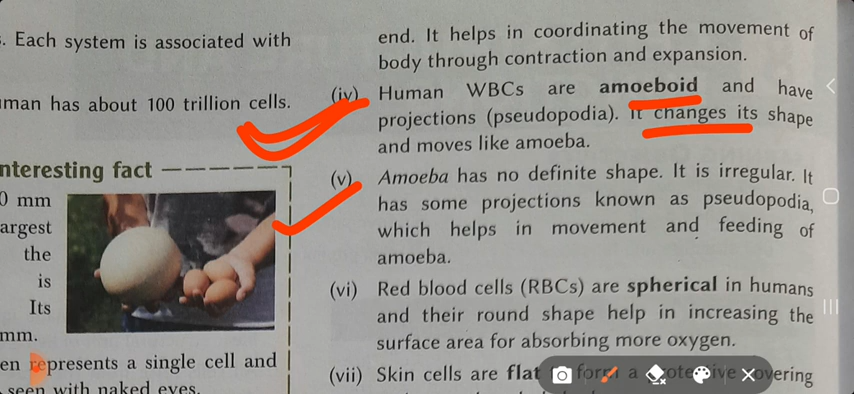 . Each system is associated with
man has about 100 trillion cells.
nteresting fact
0 mm
argest
the
is
Its
mm.
en represents a single cell and
seen with naked eyes.
end. It helps in coordinating the movement of
body through contraction and expansion.
(iv) Human WBCs are amoeboid and have
projections (pseudopodia). It changes its shape
and moves like amoeba.
(v) Amoeba has no definite shape. It is irregular. It
has some projections known as pseudopodia,
which helps in movement and feeding of
amoeba.
(vi) Red blood cells (RBCs) are spherical in humans
and their round shape help in increasing the
surface area for absorbing more oxygen.
(vii) Skin cells are flat form a